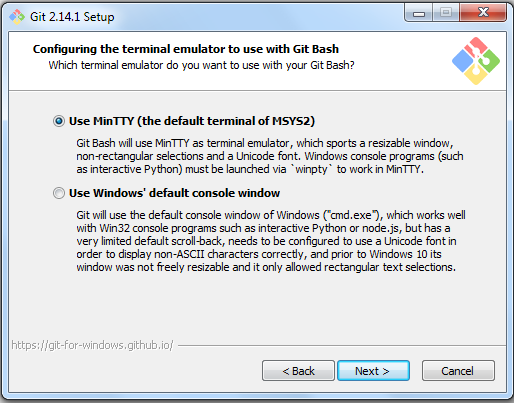 Git 2.14.1 Setup
Configuring the terminal emulator to use with Git Bash
Which terminal emulator do you want to use with your Git Bash?
Use MinTTY (the default terminal of MSYS2)
Git Bash will use MinTTY as terminal emulator, which sports a resizable window,
non-rectangular selections and a Unicode font. Windows console programs (such
as interactive Python) must be launched via `winpty` to work in MinTTY.
Use Windows' default console window
Git will use the default console window of Windows ("cmd.exe"), which works well
with Win32 console programs such as interactive Python or node.js, but has a
very limited default scroll-back, needs to be configured to use a Unicode font in
order to display non-ASCII characters correctly, and prior to Windows 10 its
window was not freely resizable and it only allowed rectangular text selections.
https://git-for-windows.github.io/
< Back
Next >
Cancel